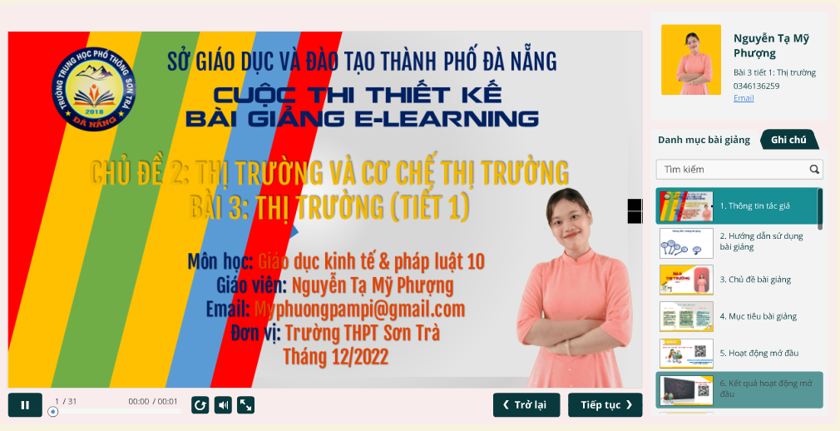 SỞ GIÁO DỤC VÀ ĐÀO TẠO THÀNH PHỐ ĐÀ NẴNG
CUỘC THI THIẾT KẾ
BÀI GIẢNG E-LEARNING
TRƯỜNG TRUNG HỌC PHỔ THÔNG SƠN TRÀ
2018
ĐÀ NẴNG
CHỦ ĐỀ 2: THỊ TRƯỜNG VÀ CƠ CHẾ THỊ TRƯỜNG
BÀI 3: THỊ TRƯỜNG (TIẾT 1)
Môn học: Giáo dục kinh tế & pháp luật 10
Giáo viên: Nguyễn Tạ Mỹ Phượng
Email: Myphuongpampi@gmail.com
Đơn vị: Trường THPT Sơn Trà
Tháng 12/2022
1 / 31
00:00 / 00:01
Trở lại
Tiếp tục
Nguyễn Tạ Mỹ
Phượng
Bài 3 tiết 1: Thị trường
0346136259
Email
Danh mục bài giảng
Ghi chú
Tìm kiếm
1. Thông tin tác giả
2. Hướng dẫn sử dụng
bài giảng
3. Chủ đề bài giảng
4. Mục tiêu bài giảng
5. Hoạt động mở đầu
6. Kết quả hoạt động mở
đầu